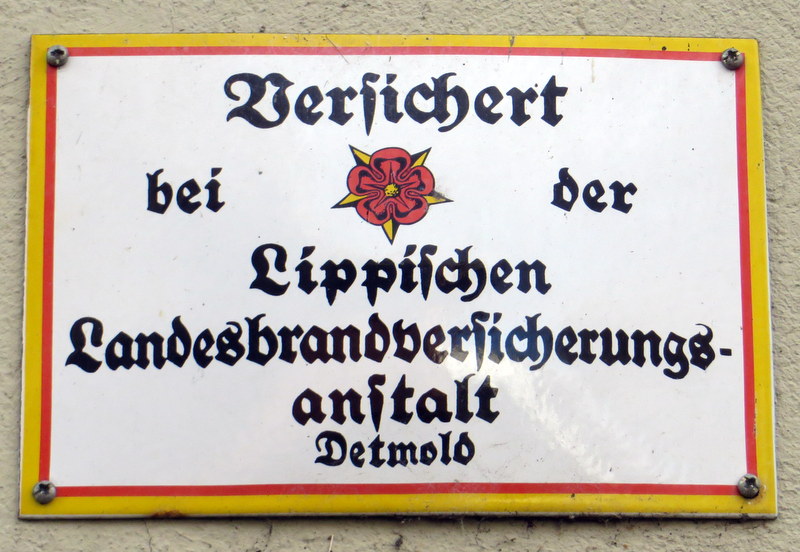 Verſichert
bei der
Lippiſchen
Landesbrandverſicherungs-
anſtalt
Detmold